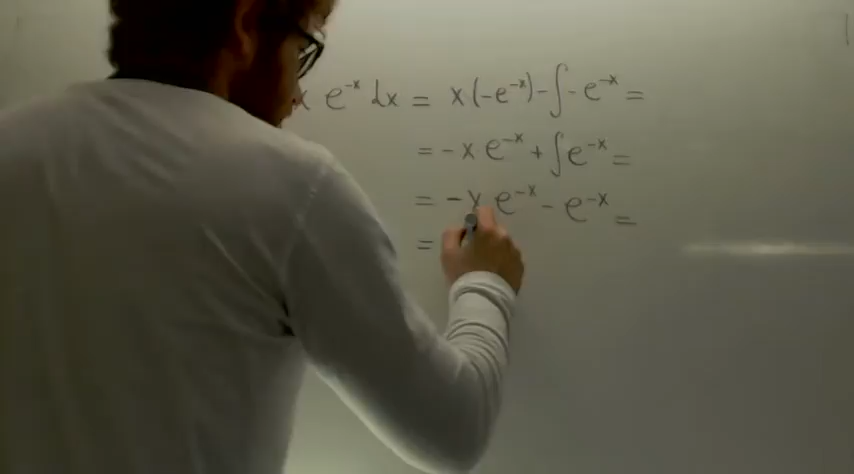 x e^{-x} dx = x(-e^{-x}) - ∫ -e^{-x} =
= -x e^{-x} + ∫ e^{-x} =
= -x e^{-x} - e^{-x} =
=